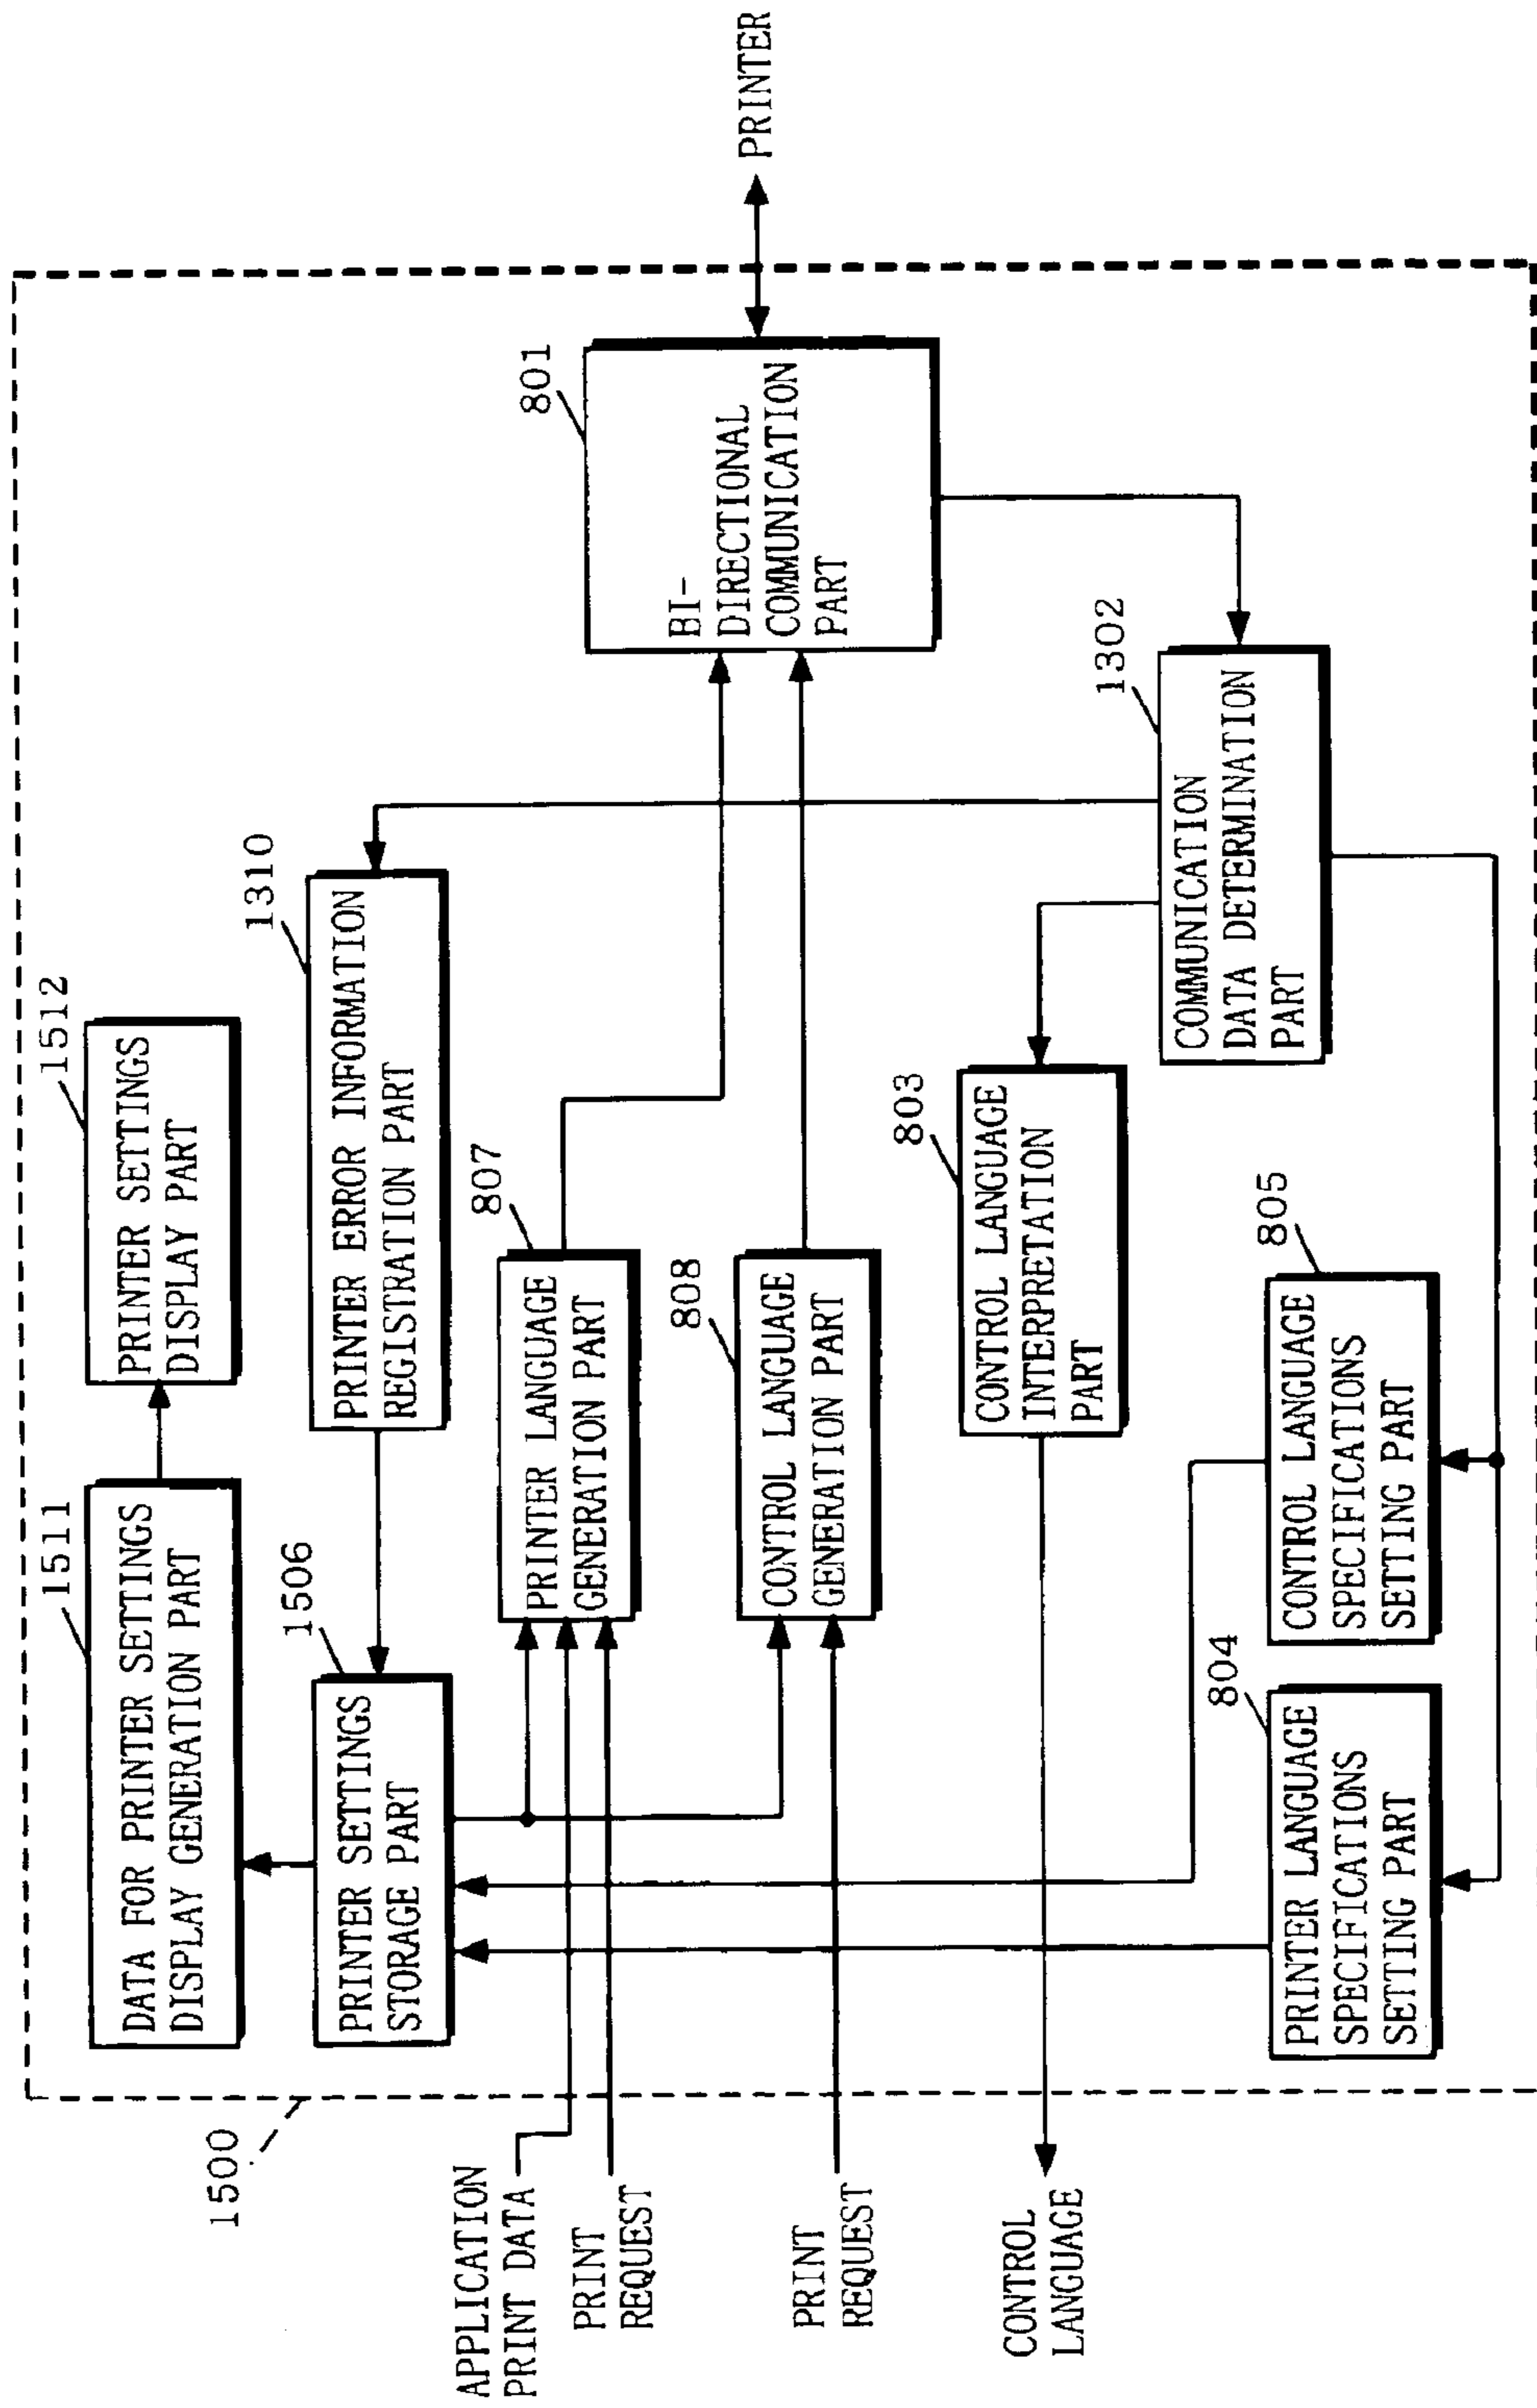 1500
1511
DATA FOR PRINTER SETTINGS
DISPLAY GENERATION PART
1512
PRINTER SETTINGS
DISPLAY PART
1506
PRINTER SETTINGS
STORAGE PART
1310
PRINTER ERROR INFORMATION
REGISTRATION PART
APPLICATION
PRINT DATA
PRINT
REQUEST
807
PRINTER LANGUAGE
GENERATION PART
801
BI-
DIRECTIONAL
COMMUNICATION
PART
PRINTER
PRINT
REQUEST
808
CONTROL LANGUAGE
GENERATION PART
CONTROL
LANGUAGE
803
CONTROL LANGUAGE
INTERPRETATION
PART
1302
COMMUNICATION
DATA DETERMINATION
PART
804
PRINTER LANGUAGE
SPECIFICATIONS
SETTING PART
805
CONTROL LANGUAGE
SPECIFICATIONS
SETTING PART